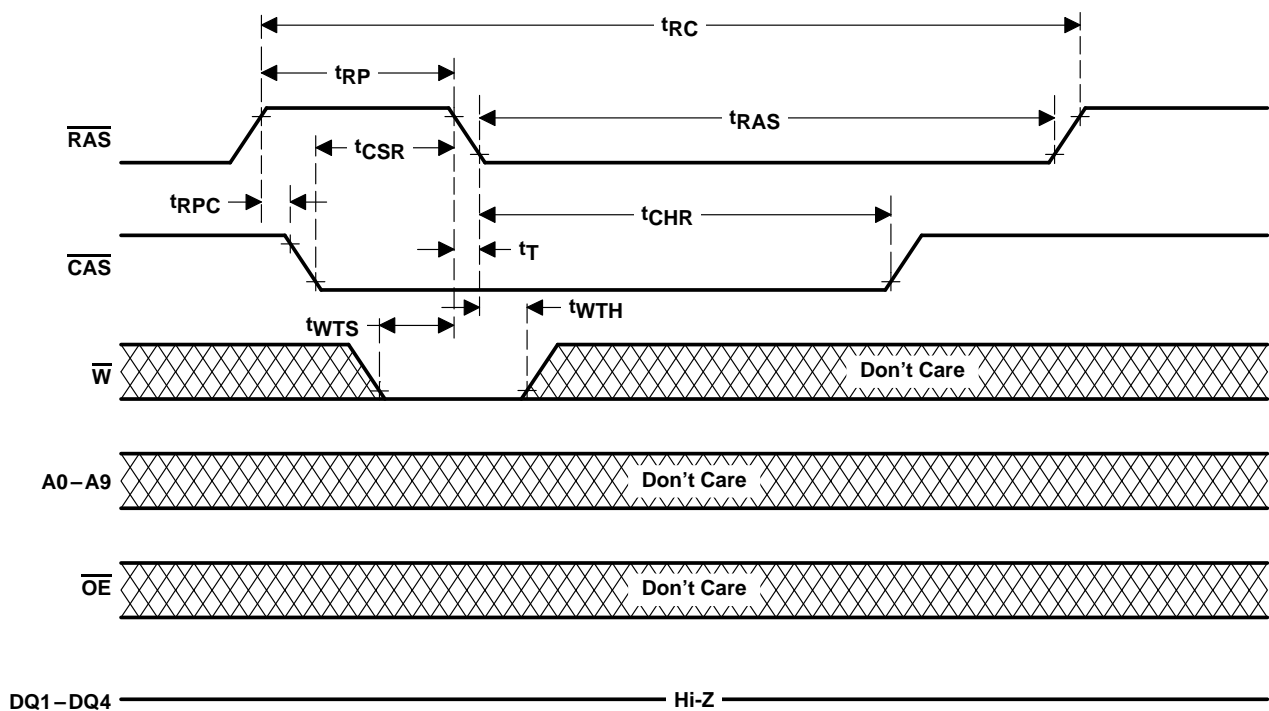 tRC
tRP
RAS
tRAS
tCSR
tRPC
tCHR
CAS
tT
tWTS
tWTH
W
Don't Care
A0–A9
Don't Care
OE
Don't Care
DQ1–DQ4
Hi-Z